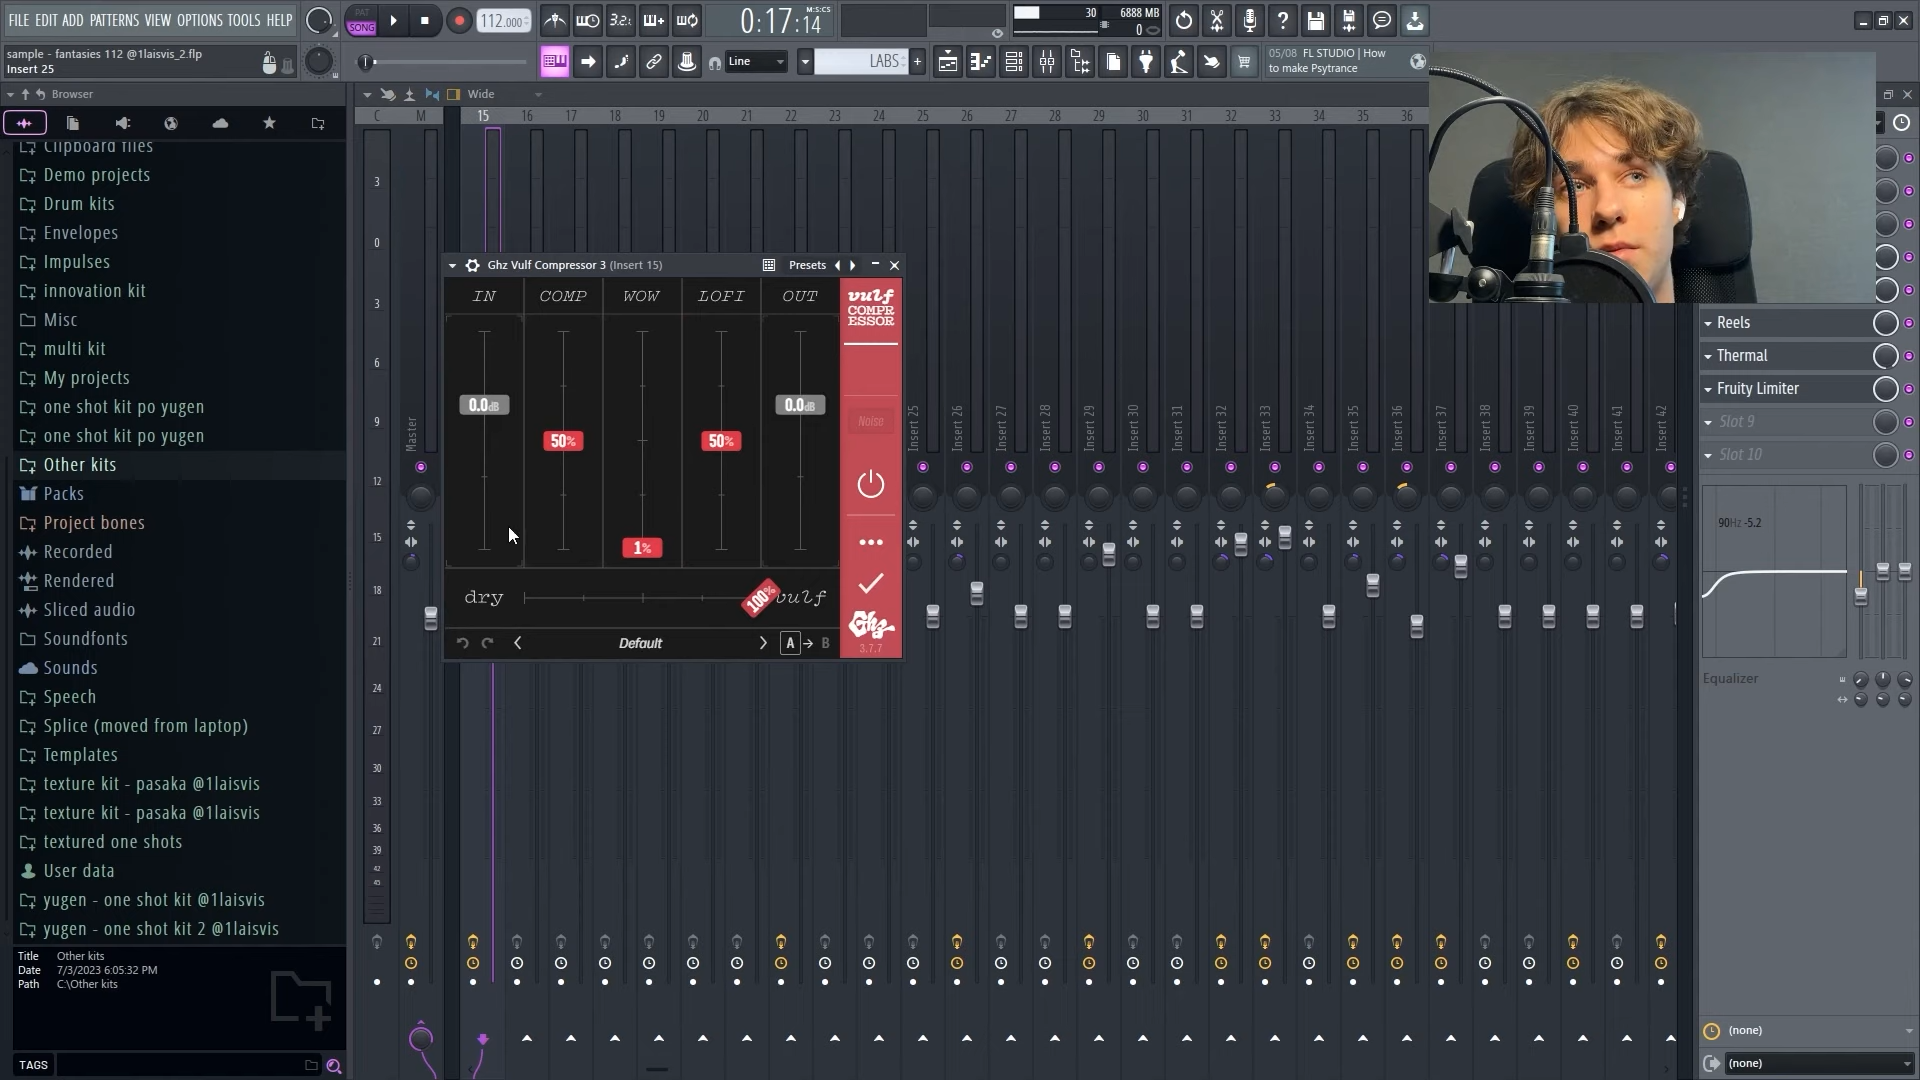 FILE EDIT ADD PATTERNS VIEW OPTIONS TOOLS HELP
PAT
SONG
112.000
3.2.
0:17:14
M:S:CS
30
6888 MB
0
sample - fantasies 112 @1laisvis_2.flp
Insert 25
Line
LABS
05/08 FL STUDIO | How
to make Psytrance
Browser
Wide
Clipboard files
Demo projects
Drum kits
Envelopes
Impulses
innovation kit
Misc
multi kit
My projects
one shot kit po yugen
one shot kit po yugen
Other kits
Packs
Project bones
Recorded
Rendered
Sliced audio
Soundfonts
Sounds
Speech
Splice (moved from laptop)
Templates
texture kit - pasaka @1laisvis
texture kit - pasaka @1laisvis
textured one shots
User data
yugen - one shot kit @1laisvis
yugen - one shot kit 2 @1laisvis
Title Other kits
Date 7/3/2023 6:05:32 PM
Path C:\Other kits
TAGS
C M 15 16 17 18 19 20 21 22 23 24 25 26 27 28 29 30 31 32 33 34 35 36
3
0
3
6
9
12
15
18
21
24
27
30
33
36
39
42
45
Master
Insert 25
Insert 26
Insert 27
Insert 28
Insert 29
Insert 30
Insert 31
Insert 32
Insert 33
Insert 34
Insert 35
Insert 36
Insert 37
Insert 38
Insert 39
Insert 40
Insert 41
Insert 42
Ghz Vulf Compressor 3 (Insert 15)
Presets
IN COMP WOW LOFI OUT
0.0dB
50%
1%
50%
0.0dB
dry
100%
vulf
Default
A
B
vulf
COMPR
ESSOR
Noise
Ghz
3.7.7
Reels
Thermal
Fruity Limiter
Slot 9
Slot 10
90Hz -5.2
Equalizer
(none)
(none)